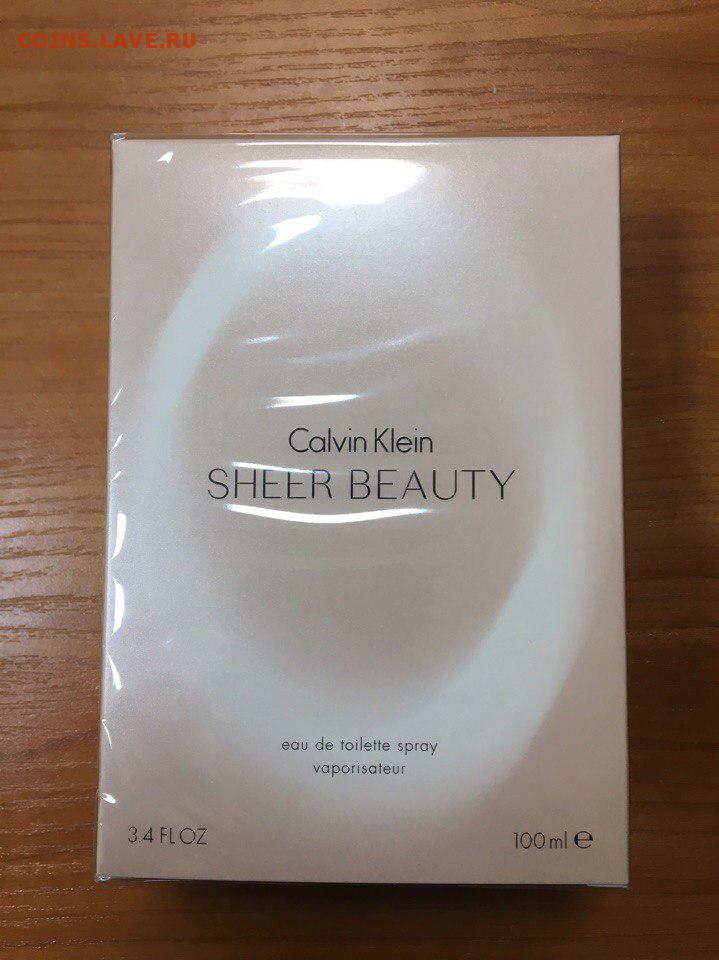 COINS.LAVE.RU
Calvin Klein
SHEER BEAUTY
eau de toilette spray
vaporisateur
3.4 FL OZ
100 ml ℮